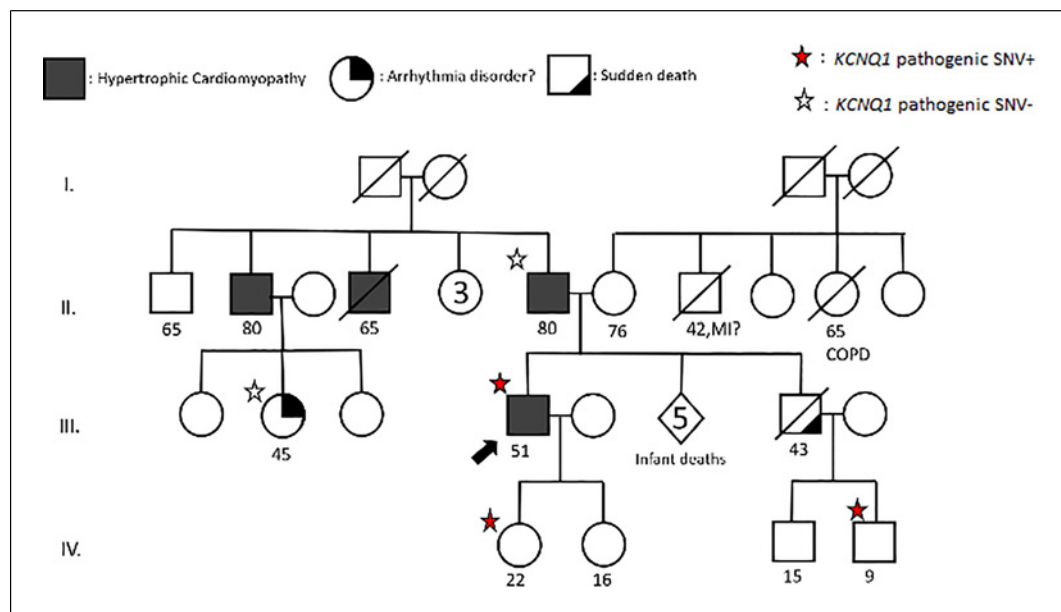 : Hypertrophic Cardiomyopathy
: Arrhythmia disorder?
: Sudden death
: KCNQ1 pathogenic SNV+
: KCNQ1 pathogenic SNV-
I.
II.
3
65
80
65
80
76
42,MI?
65
COPD
III.
5
45
51
Infant deaths
43
IV.
22
16
15
9